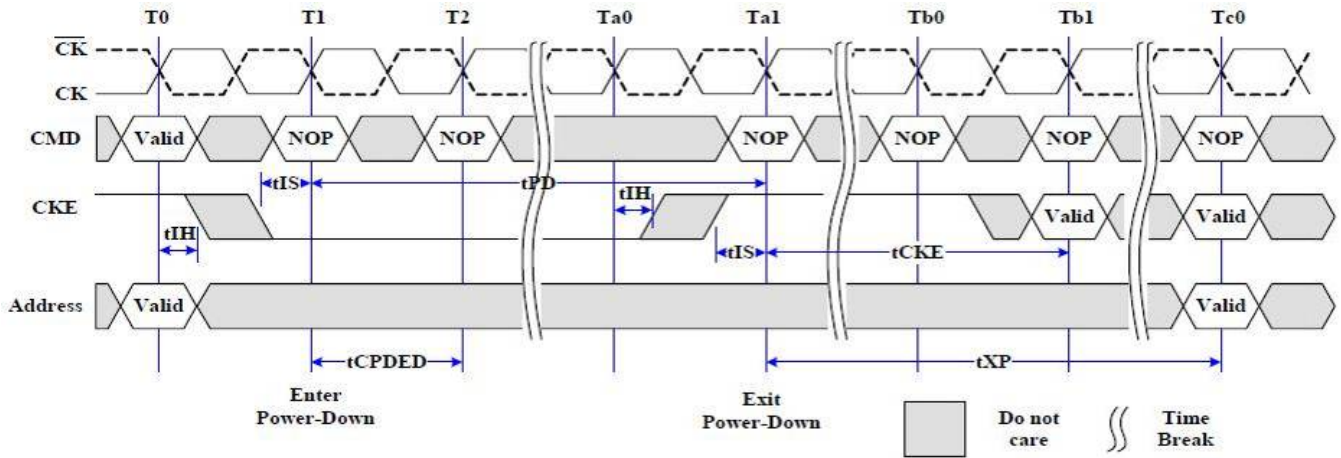 T0 T1 T2 Ta0 Ta1 Tb0 Tb1 Tc0
CK
CK
CMD Valid NOP NOP NOP NOP NOP NOP
tIS tPD tIH
CKE Valid Valid
tIH tIS tCKE
Address Valid Valid
tCPDED tXP
Enter
Power-Down
Exit
Power-Down
Do not
care
Time
Break